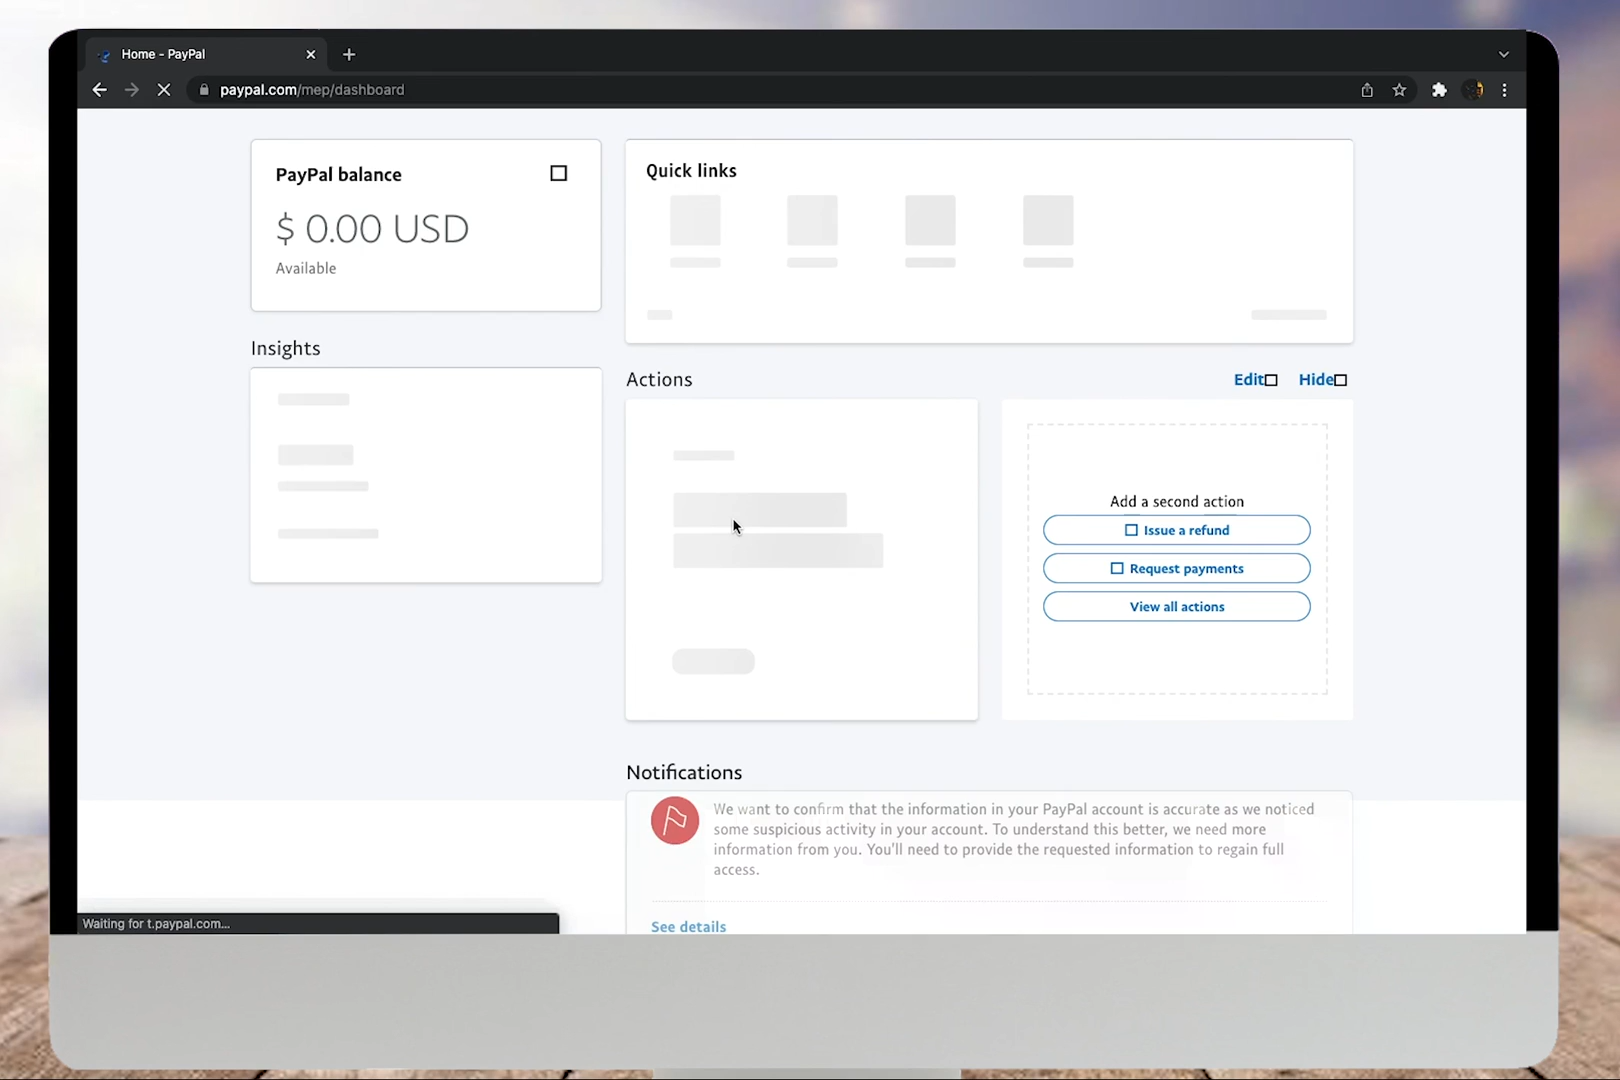 Home - PayPal
paypal.com/mep/dashboard
PayPal balance
$ 0.00 USD
Available
Quick links
Insights
Actions
Edit
Hide
Add a second action
Issue a refund
Request payments
View all actions
Notifications
We want to confirm that the information in your PayPal account is accurate as we noticed
some suspicious activity in your account. To understand this better, we need more
information from you. You'll need to provide the requested information to regain full
access.
See details
Waiting for t.paypal.com...